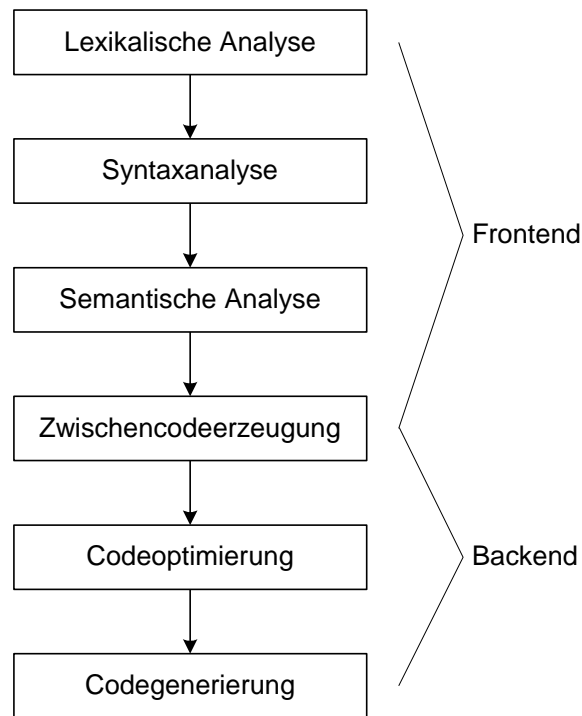 Lexikalische Analyse
Syntaxanalyse
Frontend
Semantische Analyse
Zwischencodeerzeugung
Codeoptimierung
Backend
Codegenerierung